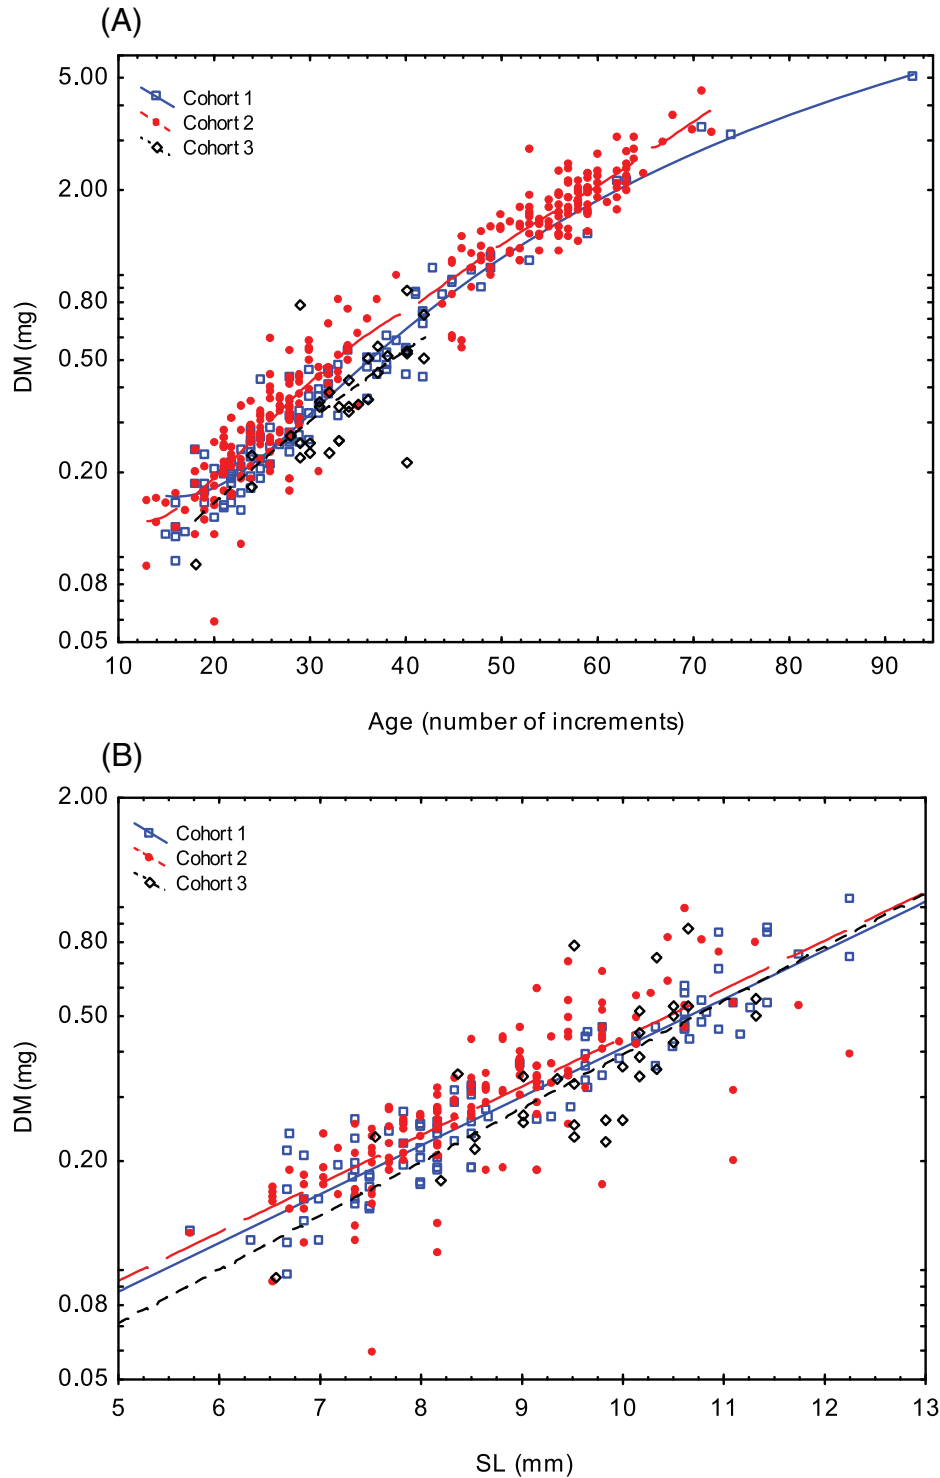 (A)
5.00
2.00
0.80
0.50
0.20
0.08
0.05
DM (mg)
Cohort 1
Cohort 2
Cohort 3
10 20 30 40 50 60 70 80 90
Age (number of increments)
(B)
2.00
0.80
0.50
0.20
0.08
0.05
DM (mg)
Cohort 1
Cohort 2
Cohort 3
5 6 7 8 9 10 11 12 13
SL (mm)